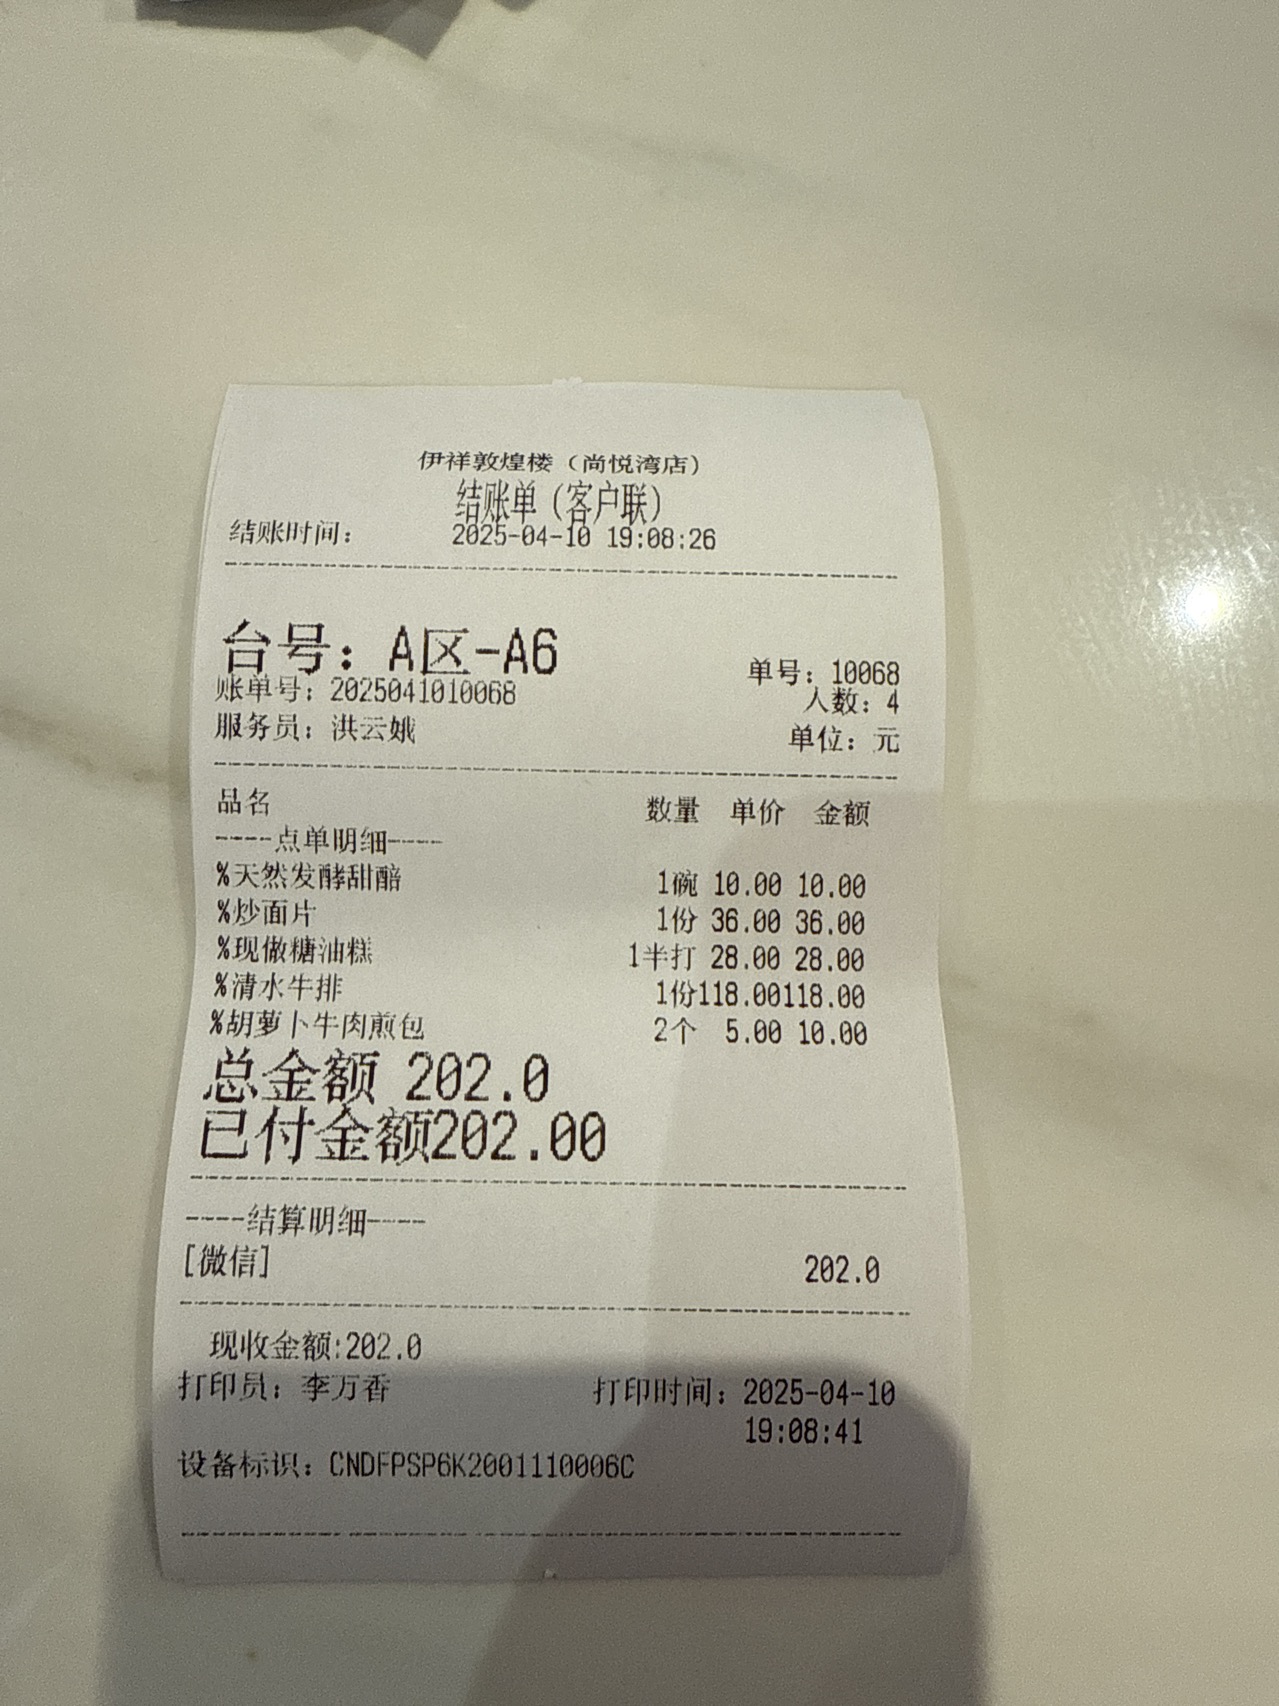 伊祥敦煌楼（尚悦湾店）
结账单（客户联）
结账时间： 2025-04-10 19:08:26
台号：A区-A6
单号：10068
账单号：2025041010068
人数：4
服务员：洪云娥
单位：元
品名 数量 单价 金额
----点单明细----
%天然发酵甜醅 1碗 10.00 10.00
%炒面片 1份 36.00 36.00
%现做糖油糕 1半打 28.00 28.00
%清水牛排 1份118.00118.00
%胡萝卜牛肉煎包 2个 5.00 10.00
总金额 202.0
已付金额202.00
----结算明细----
[微信] 202.0
现收金额:202.0
打印员：李万香 打印时间：2025-04-10
19:08:41
设备标识：CNDFPSP6K2001110006C